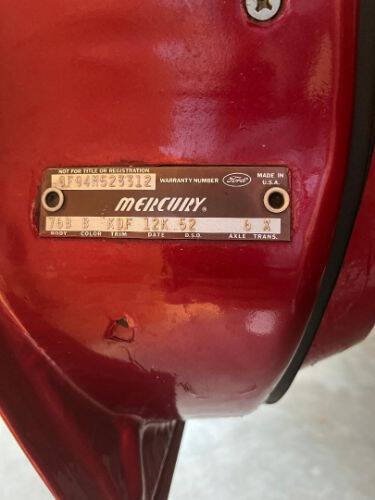 NOT FOR TITLE OR REGISTRATION
9F94M523312 WARRANTY NUMBER Ford MADE IN U.S.A.
MERCURY®
76B B KDF 12K 52 6 X
BODY COLOR TRIM DATE D.S.O. AXLE TRANS.